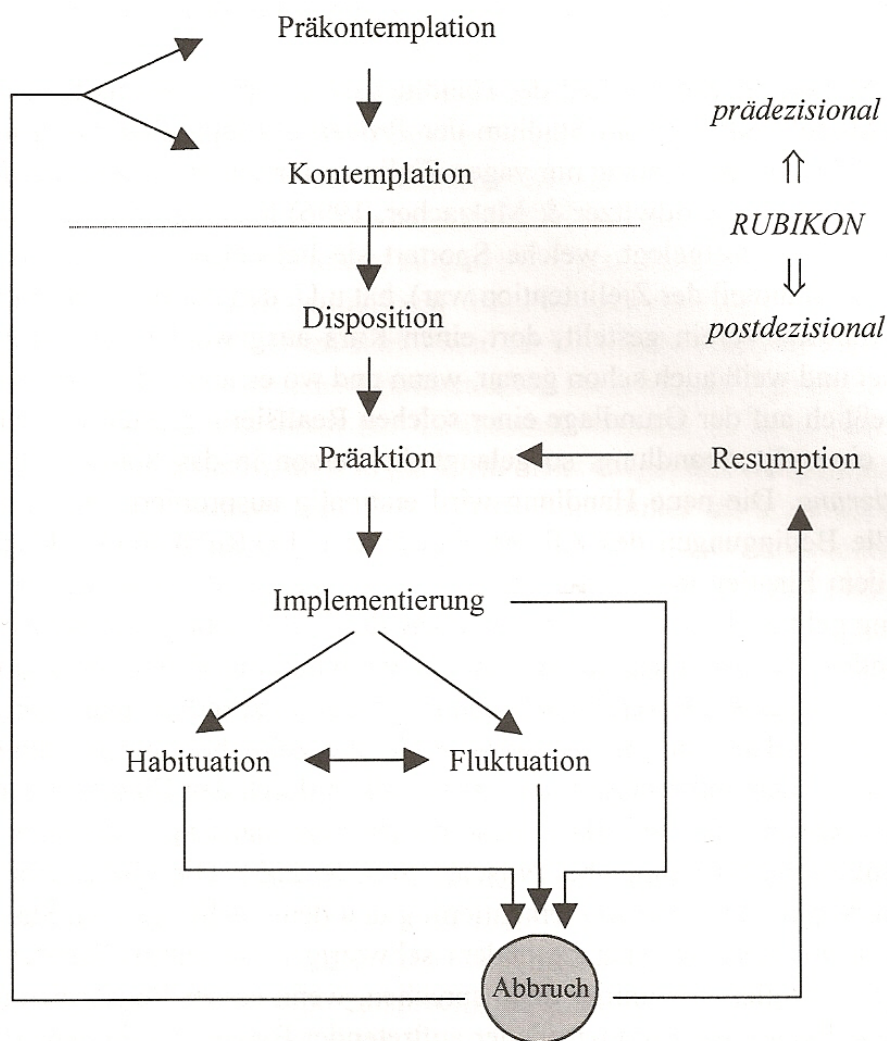 Präkontemplation
prädezisional
⇑
Kontemplation
RUBIKON
⇓
Disposition
postdezisional
Präaktion
Resumption
Implementierung
Habituation
Fluktuation
Abbruch